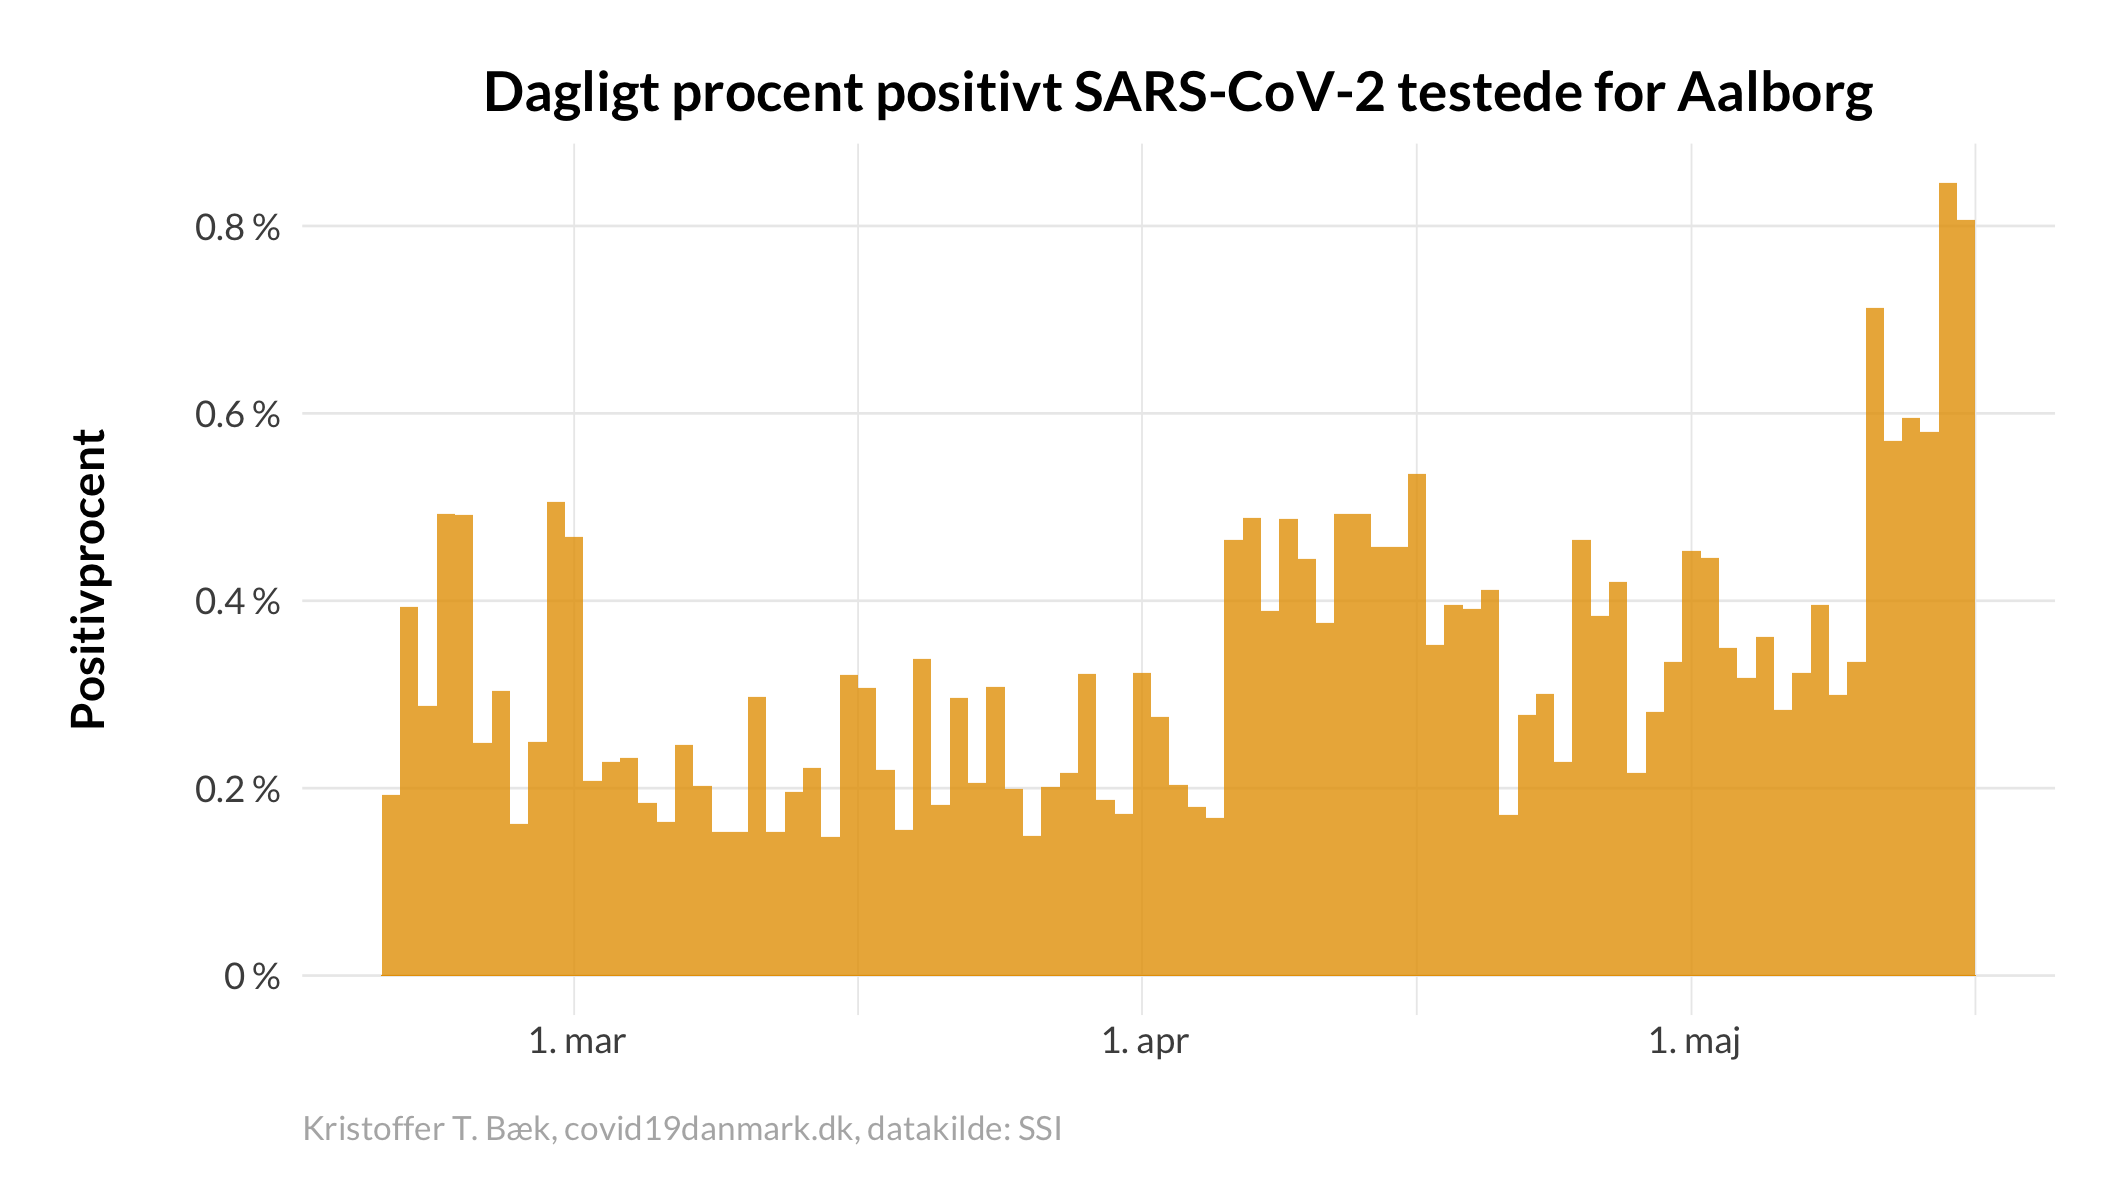 Dagligt procent positivt SARS-CoV-2 testede for Aalborg
Positivprocent
0.8 %
0.6 %
0.4 %
0.2 %
0 %
1. mar
1. apr
1. maj
Kristoffer T. Bæk, covid19danmark.dk, datakilde: SSI